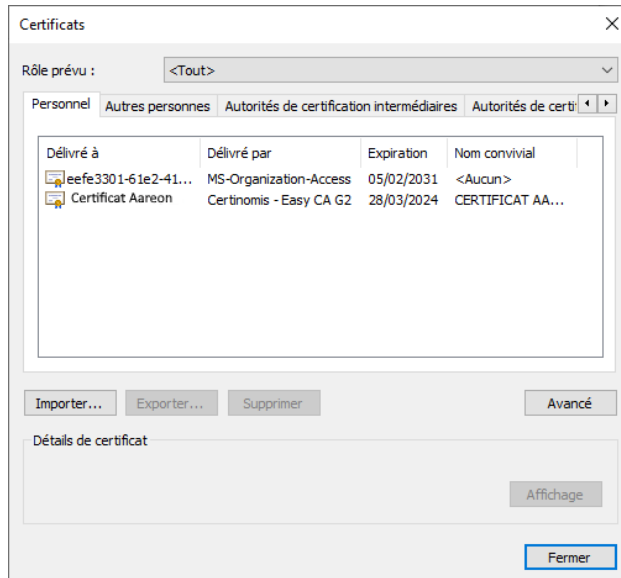 Certificats
Rôle prévu : <Tout>
Personnel Autres personnes Autorités de certification intermédiaires Autorités de certi
Délivré à Délivré par Expiration Nom convivial
eefe3301-61e2-41... MS-Organization-Access 05/02/2031 <Aucun>
Certificat Aareon Certinomis - Easy CA G2 28/03/2024 CERTIFICAT AA...
Importer... Exporter... Supprimer Avancé
Détails de certificat
Affichage
Fermer